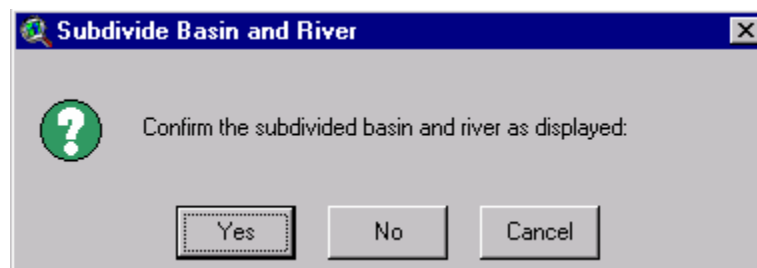 Subdivide Basin and River
Confirm the subdivided basin and river as displayed:
Yes No Cancel